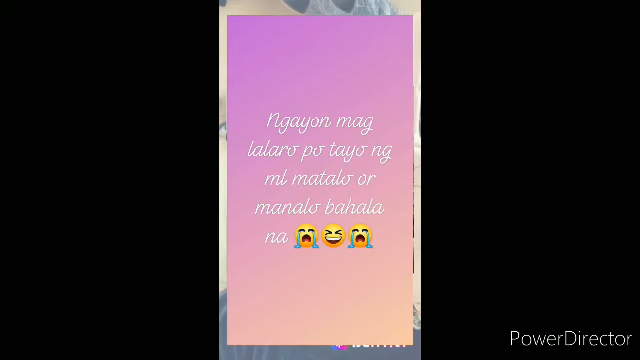 Ngayon mag
lalaro po tayo ng
ml matalo or
manalo bahala
na 😭😆😭
PowerDirector